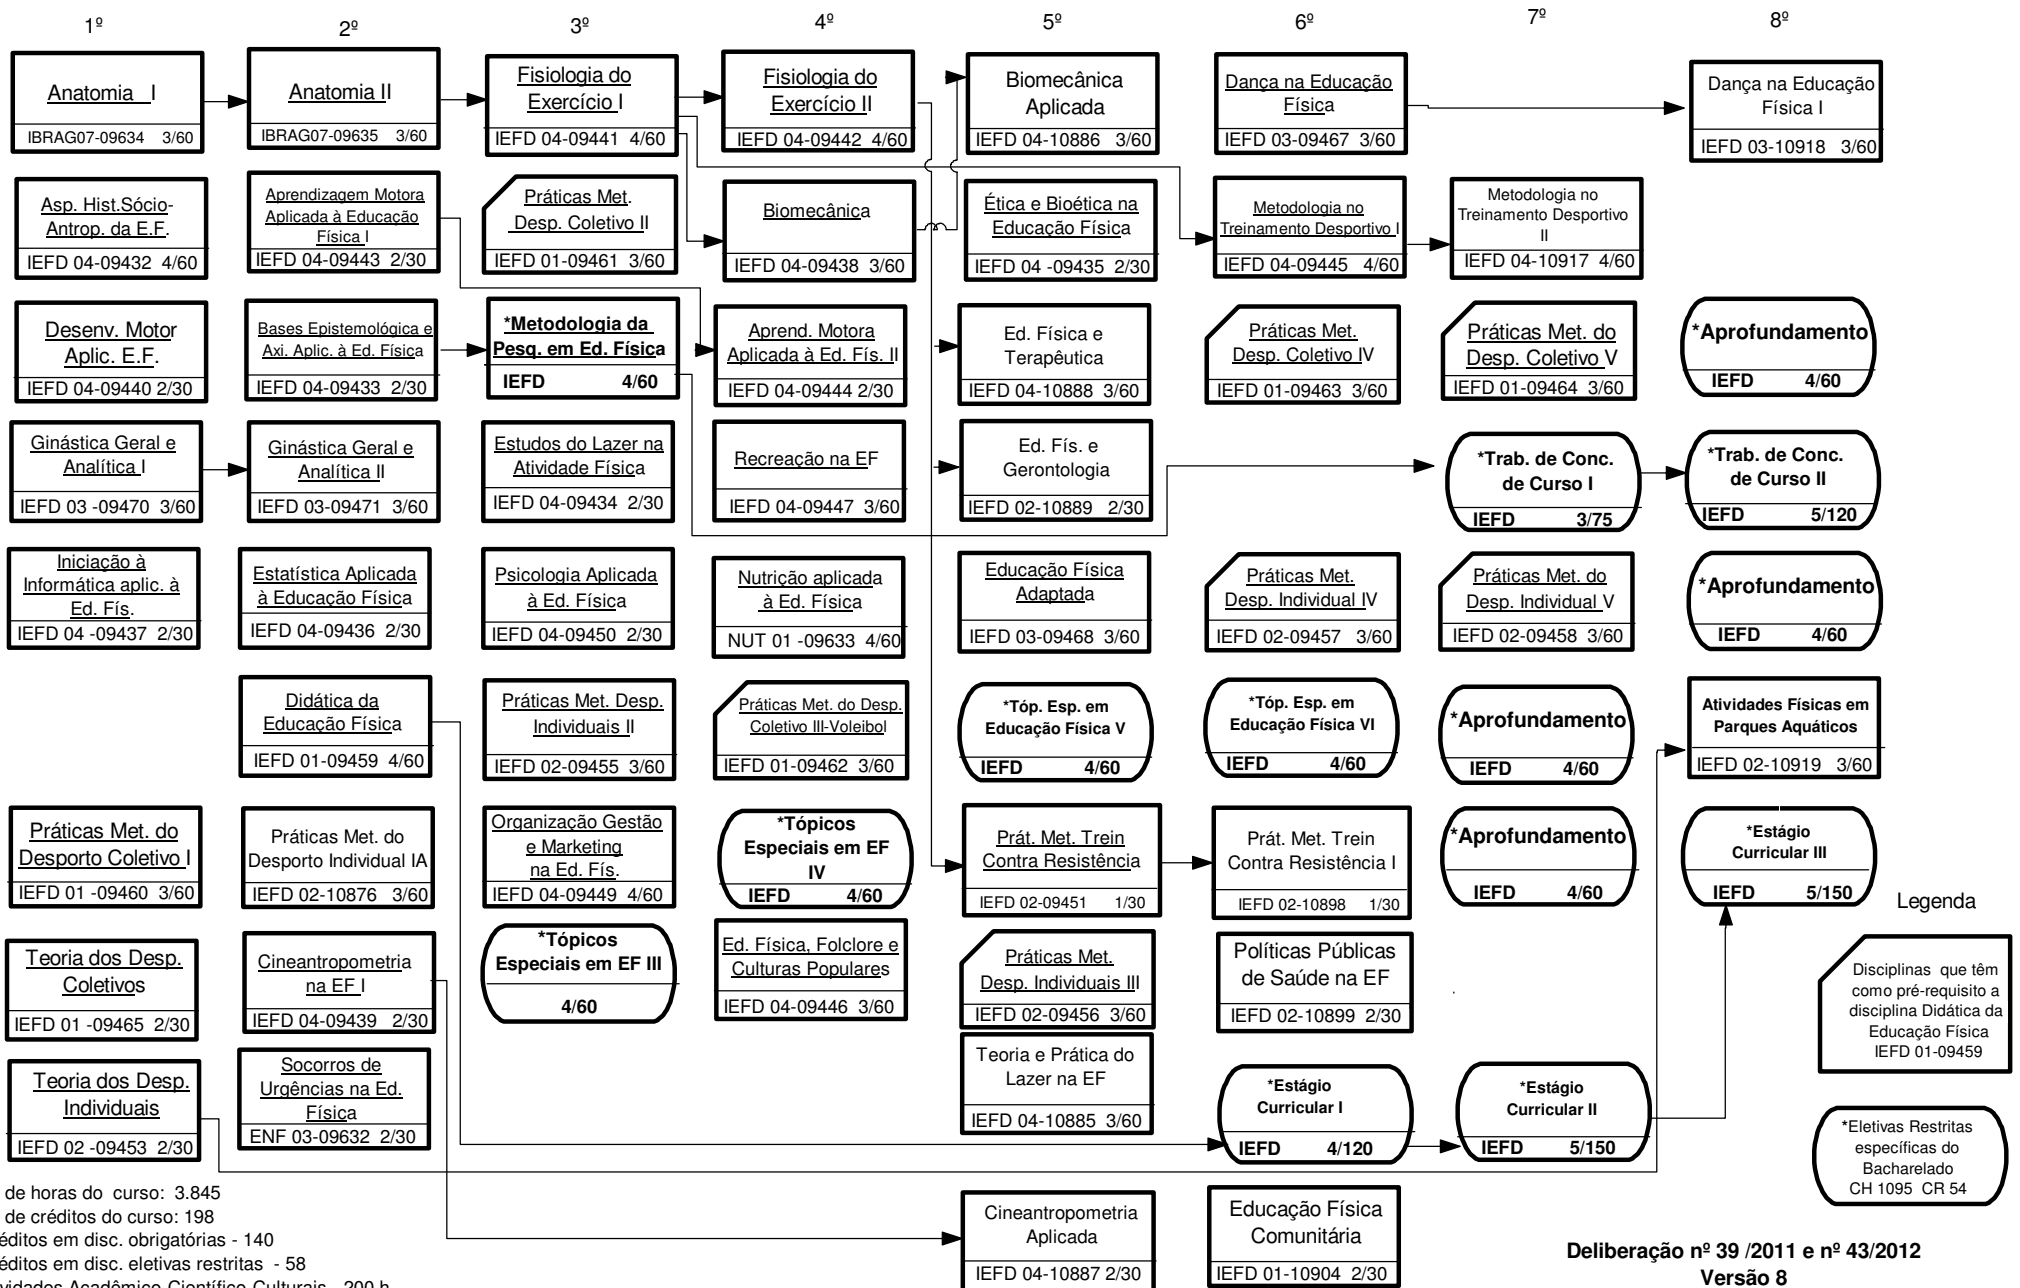 1º
2º
3º
4º
5º
6º
7º
8º
Anatomia I
IBRAG07-09634 3/60
Asp. Hist.Sócio-
Antrop. da E.F.
IEFD 04-09432 4/60
Desenv. Motor
Aplic. E.F.
IEFD 04-09440 2/30
Ginástica Geral e
Analítica I
IEFD 03 -09470 3/60
Iniciação à
Informática aplic. à
Ed. Fís.
IEFD 04 -09437 2/30
Práticas Met. do
Desporto Coletivo I
IEFD 01 -09460 3/60
Teoria dos Desp.
Coletivos
IEFD 01 -09465 2/30
Teoria dos Desp.
Individuais
IEFD 02 -09453 2/30
Anatomia II
IBRAG07-09635 3/60
Aprendizagem Motora
Aplicada à Educação
Física I
IEFD 04-09443 2/30
Bases Epistemológica e
Axi. Aplic. à Ed. Física
IEFD 04-09433 2/30
Ginástica Geral e
Analítica II
IEFD 03-09471 3/60
Estatística Aplicada
à Educação Física
IEFD 04-09436 2/30
Didática da
Educação Física
IEFD 01-09459 4/60
Práticas Met. do
Desporto Individual IA
IEFD 02-10876 3/60
Cineantropometria
na EF I
IEFD 04-09439 2/30
Socorros de
Urgências na Ed.
Física
ENF 03-09632 2/30
Fisiologia do
Exercício I
IEFD 04-09441 4/60
Práticas Met.
Desp. Coletivo II
IEFD 01-09461 3/60
*Metodologia da
Pesq. em Ed. Física
IEFD 4/60
Estudos do Lazer na
Atividade Física
IEFD 04-09434 2/30
Psicologia Aplicada
à Ed. Física
IEFD 04-09450 2/30
Práticas Met. Desp.
Individuais II
IEFD 02-09455 3/60
Organização Gestão
e Marketing
na Ed. Fís.
IEFD 04-09449 4/60
*Tópicos
Especiais em EF III
4/60
Fisiologia do
Exercício II
IEFD 04-09442 4/60
Biomecânica
IEFD 04-09438 3/60
Aprend. Motora
Aplicada à Ed. Fís. II
IEFD 04-09444 2/30
Recreação na EF
IEFD 04-09447 3/60
Nutrição aplicada
à Ed. Física
NUT 01 -09633 4/60
Práticas Met. do Desp.
Coletivo III-Voleibol
IEFD 01-09462 3/60
*Tópicos
Especiais em EF
IV
IEFD 4/60
Ed. Física, Folclore e
Culturas Populares
IEFD 04-09446 3/60
Biomecânica
Aplicada
IEFD 04-10886 3/60
Ética e Bioética na
Educação Física
IEFD 04 -09435 2/30
Ed. Física e
Terapêutica
IEFD 04-10888 3/60
Ed. Fís. e
Gerontologia
IEFD 02-10889 2/30
Educação Física
Adaptada
IEFD 03-09468 3/60
*Tóp. Esp. em
Educação Física V
IEFD 4/60
Prát. Met. Trein
Contra Resistência
IEFD 02-09451 1/30
Práticas Met.
Desp. Individuais III
IEFD 02-09456 3/60
Teoria e Prática do
Lazer na EF
IEFD 04-10885 3/60
Cineantropometria
Aplicada
IEFD 04-10887 2/30
Dança na Educação
Física
IEFD 03-09467 3/60
Metodologia no
Treinamento Desportivo I
IEFD 04-09445 4/60
Práticas Met.
Desp. Coletivo IV
IEFD 01-09463 3/60
Práticas Met.
Desp. Individual IV
IEFD 02-09457 3/60
*Tóp. Esp. em
Educação Física VI
IEFD 4/60
Prát. Met. Trein
Contra Resistência I
IEFD 02-10898 1/30
Políticas Públicas
de Saúde na EF
IEFD 02-10899 2/30
*Estágio
Curricular I
IEFD 4/120
Educação Física
Comunitária
IEFD 01-10904 2/30
Metodologia no
Treinamento Desportivo
II
IEFD 04-10917 4/60
Práticas Met. do
Desp. Coletivo V
IEFD 01-09464 3/60
*Trab. de Conc.
de Curso I
IEFD 3/75
Práticas Met. do
Desp. Individual V
IEFD 02-09458 3/60
*Aprofundamento
IEFD 4/60
*Aprofundamento
IEFD 4/60
*Estágio
Curricular II
IEFD 5/150
Dança na Educação
Física I
IEFD 03-10918 3/60
*Aprofundamento
IEFD 4/60
*Trab. de Conc.
de Curso II
IEFD 5/120
*Aprofundamento
IEFD 4/60
Atividades Físicas em
Parques Aquáticos
IEFD 02-10919 3/60
*Estágio
Curricular III
IEFD 5/150
Legenda
Disciplinas que têm
como pré-requisito a
disciplina Didática da
Educação Física
IEFD 01-09459
*Eletivas Restritas
específicas do
Bacharelado
CH 1095 CR 54
de horas do curso: 3.845
de créditos do curso: 198
éditos em disc. obrigatórias - 140
éditos em disc. eletivas restritas - 58
vidades Acadêmico-Científico-Culturais - 200 h
Deliberação nº 39 /2011 e nº 43/2012
Versão 8